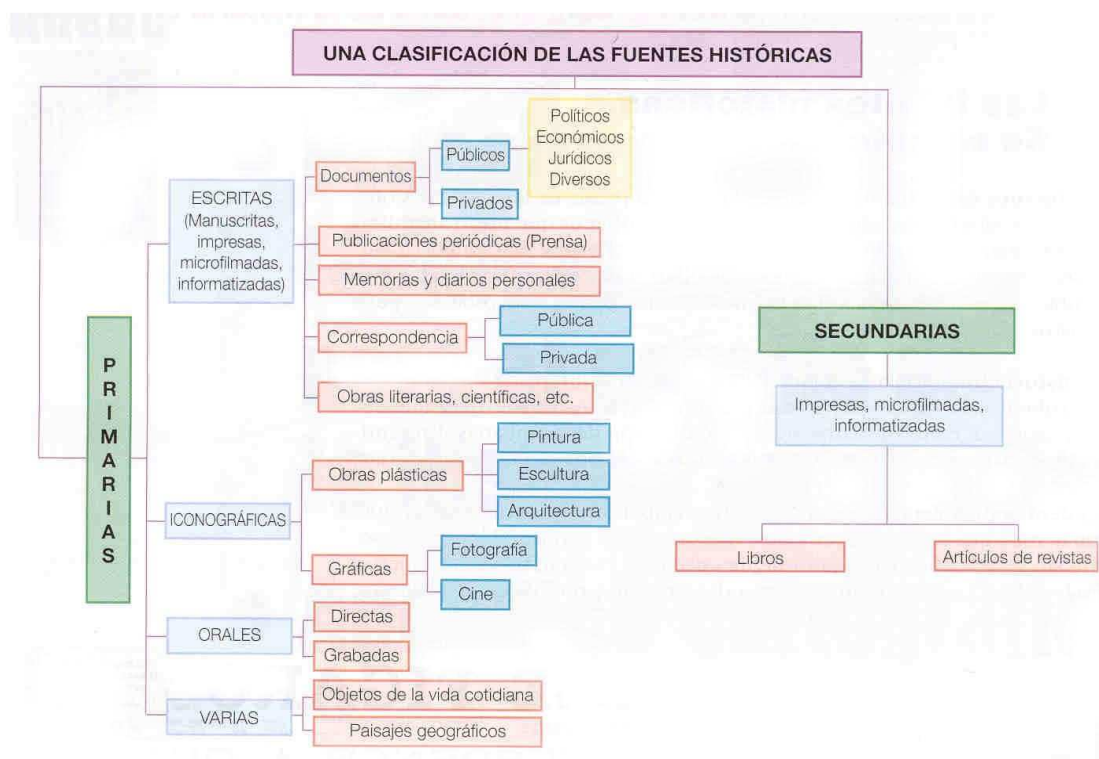 UNA CLASIFICACIÓN DE LAS FUENTES HISTÓRICAS
PRIMARIAS
ESCRITAS
(Manuscritas,
impresas,
microfilmadas,
informatizadas)
Documentos
Públicos
Políticos
Económicos
Jurídicos
Diversos
Privados
Publicaciones periódicas (Prensa)
Memorias y diarios personales
Correspondencia
Pública
Privada
Obras literarias, científicas, etc.
ICONOGRÁFICAS
Obras plásticas
Pintura
Escultura
Arquitectura
Gráficas
Fotografía
Cine
ORALES
Directas
Grabadas
VARIAS
Objetos de la vida cotidiana
Paisajes geográficos
SECUNDARIAS
Impresas, microfilmadas,
informatizadas
Libros
Artículos de revistas